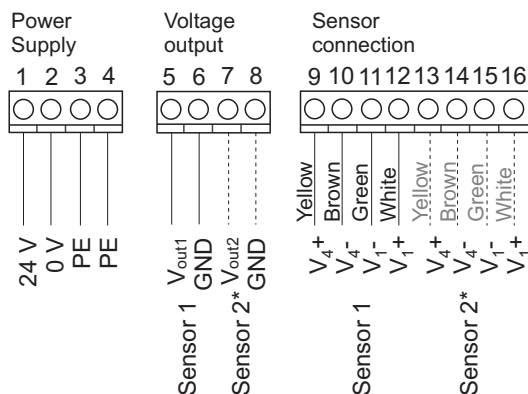 Power
Supply
Voltage
output
Sensor
connection
1 2 3 4
5 6 7 8
9 10 11 12 13 14 15 16
Yellow
Brown
Green
White
Yellow
Brown
Green
White
24 V
0 V
PE
PE
Vout1
GND
Vout2
GND
V4+
V4-
V1-
V1+
V4+
V4-
V1-
V1+
Sensor 1
Sensor 2*
Sensor 1
Sensor 2*